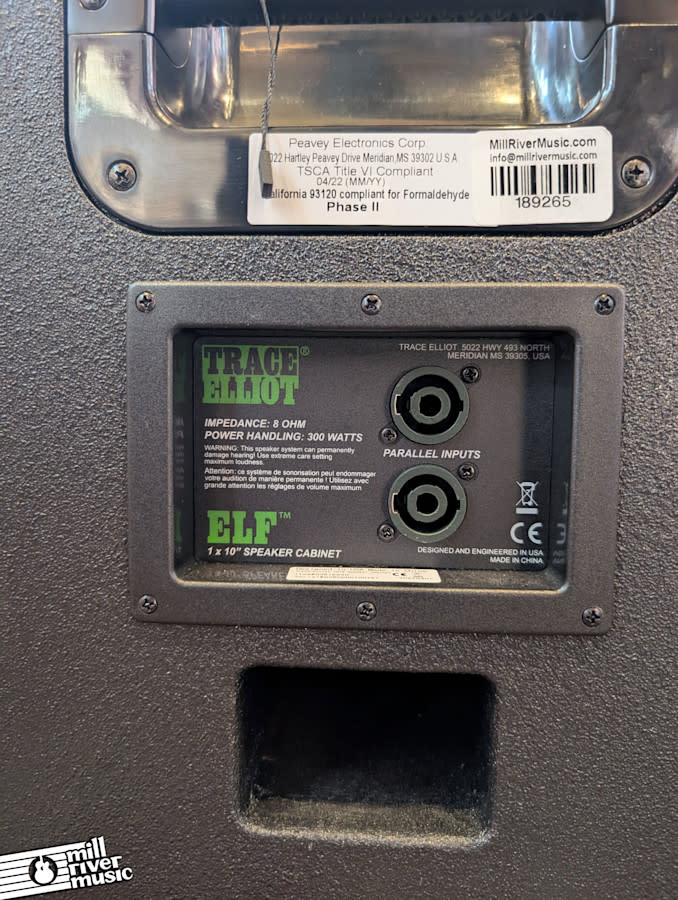 Peavey Electronics Corp.
022 Hartley Peavey Drive Meridian,MS 39302 U.S.A.
TSCA Title VI Compliant
04/22 (MM/YY)
alifornia 93120 compliant for Formaldehyde
Phase II
MillRiverMusic.com
info@millrivermusic.com
189265
TRACE ELLIOT 5022 HWY 493 NORTH
MERIDIAN MS 39305, USA
TRACE®
ELLIOT
IMPEDANCE: 8 OHM
POWER HANDLING: 300 WATTS
WARNING: This speaker system can permanently
damage hearing! Use extreme care setting
maximum loudness.
Attention: ce système de sonorisation peut endommager
votre audition de manière permanente ! Utilisez avec
grande attention les réglages de volume maximum
PARALLEL INPUTS
ELF™
1 x 10" SPEAKER CABINET
CE
DESIGNED AND ENGINEERED IN USA
MADE IN CHINA
mill
river
music